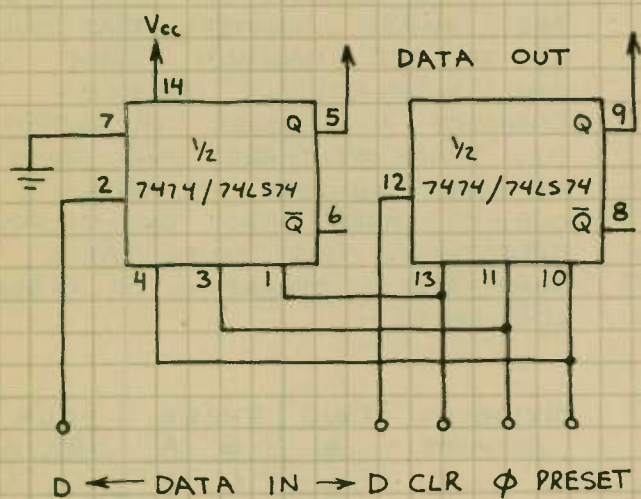 Vcc
14
7
Q
5
1/2
2
7474/74LS74
Q̅
6
4
3
1
DATA OUT
Q
9
1/2
12
7474/74LS74
Q̅
8
13
11
10
D ← DATA IN → D CLR ϕ PRESET